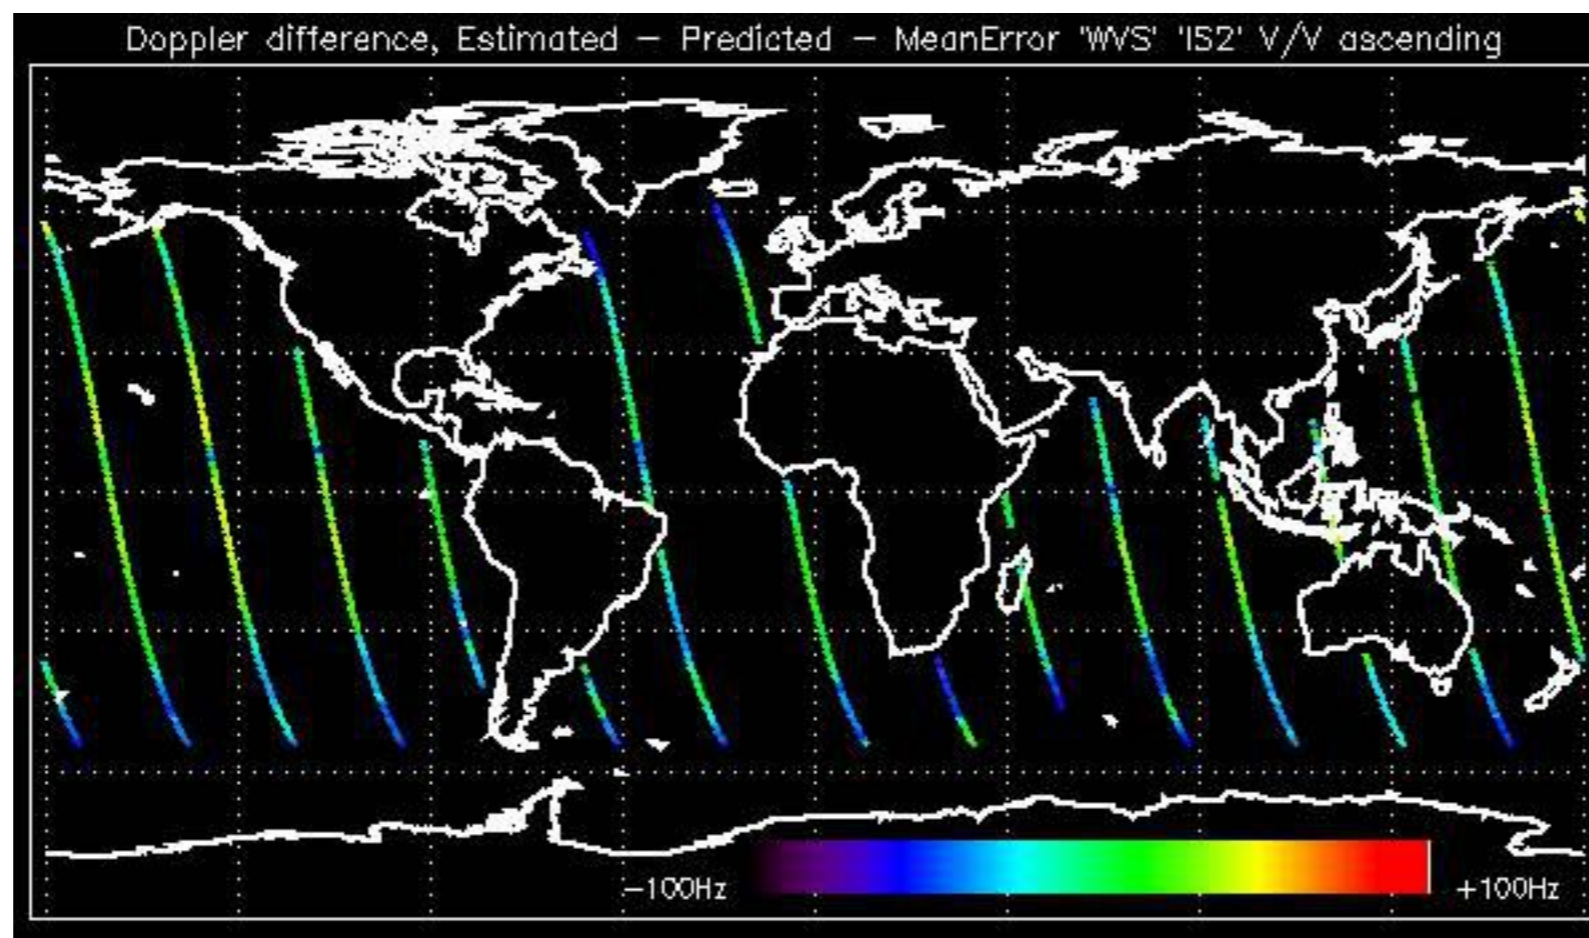 Doppler difference, Estimated - Predicted - MeanError 'WVS' 'IS2' V/V ascending
-100Hz
+100Hz